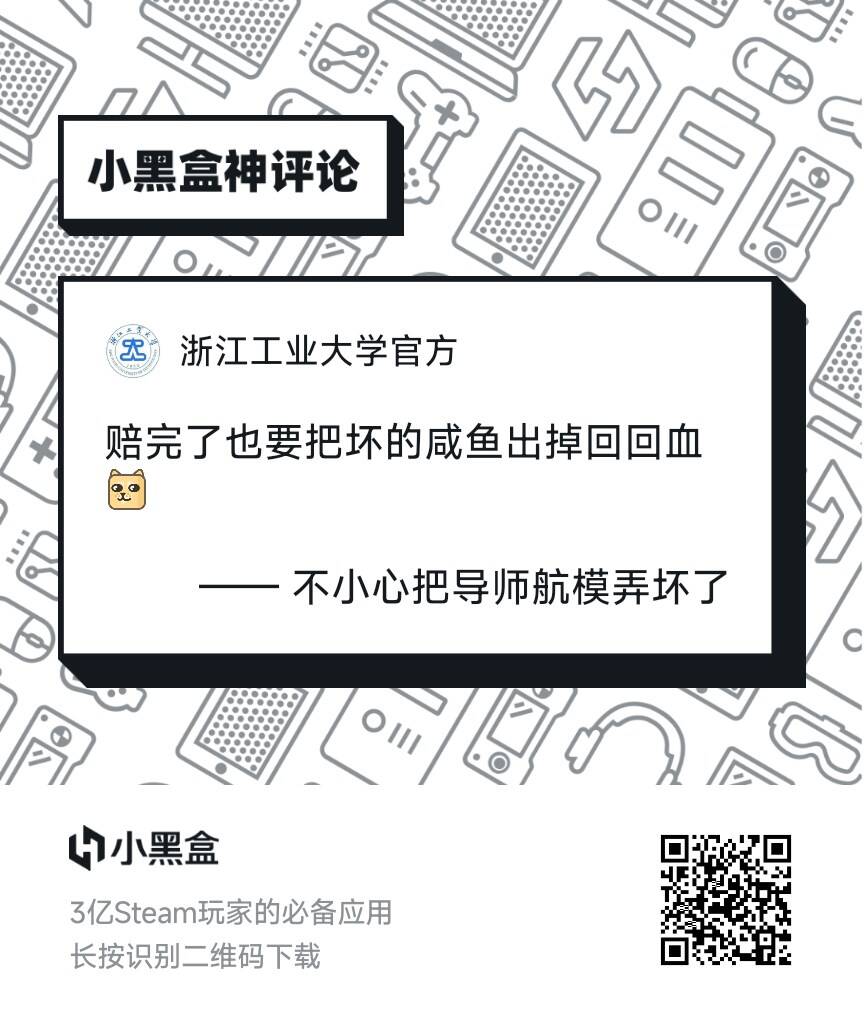 小黑盒神评论
浙江工业大学官方
赔完了也要把坏的咸鱼出掉回回血
—— 不小心把导师航模弄坏了
小黑盒
3亿Steam玩家的必备应用
长按识别二维码下载